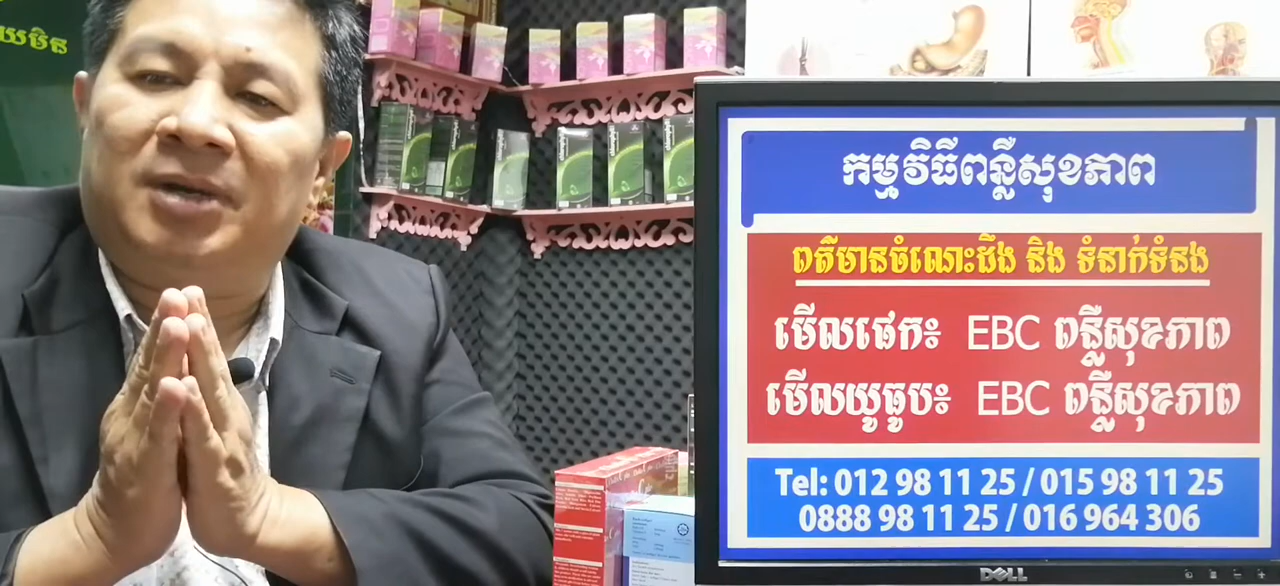 យមិន
កម្មវិធីពន្លឺសុខភាព
ពត៌មានចំណេះដឹង និង ទំនាក់ទំនង
មើលផេក៖ EBC ពន្លឺសុខភាព
មើលយូធូប៖ EBC ពន្លឺសុខភាព
Tel: 012 98 11 25 / 015 98 11 25
0888 98 11 25 / 016 964 306
DELL